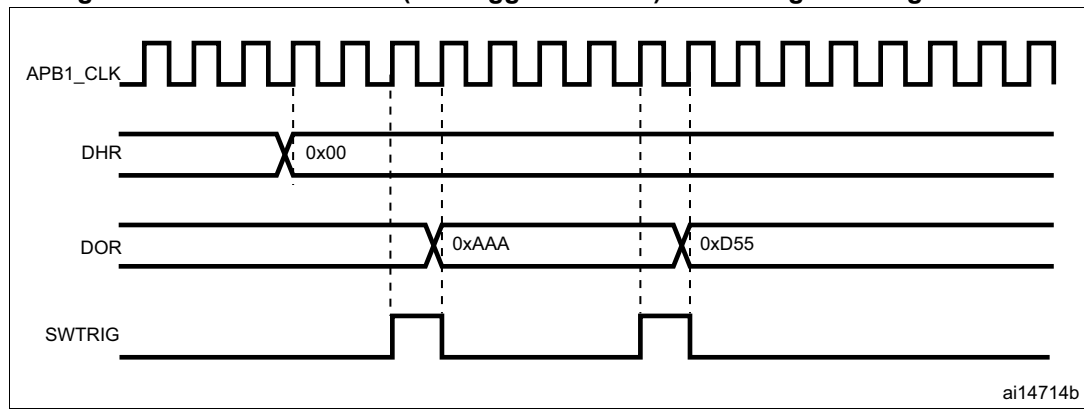 APB1_CLK
DHR
0x00
DOR
0xAAA
0xD55
SWTRIG
ai14714b